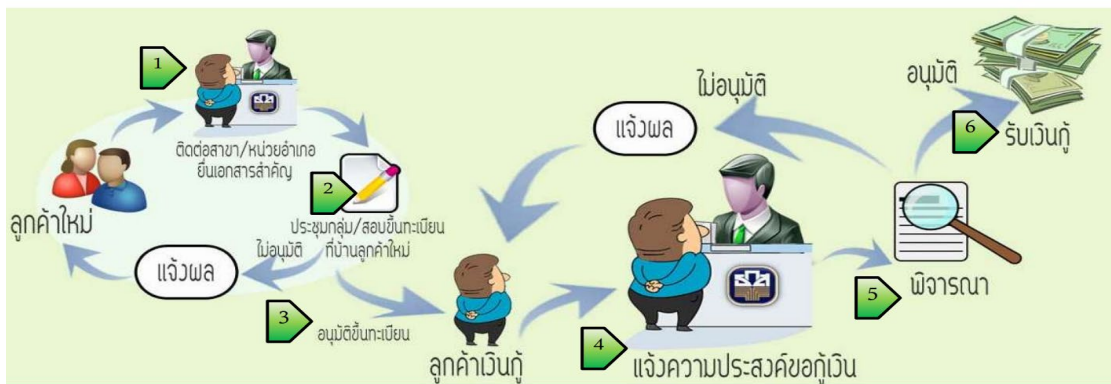 ลูกค้าใหม่
1
ติดต่อสาขา/หน่วยอำเภอ
ยื่นเอกสารสำคัญ
2
ประชุมกลุ่ม/สอบขึ้นทะเบียน
ที่บ้านลูกค้าใหม่
ไม่อนุมัติ
แจ้งผล
3
อนุมัติขึ้นทะเบียน
ลูกค้าเงินกู้
4
แจ้งความประสงค์ขอกู้เงิน
5
พิจารณา
ไม่อนุมัติ
แจ้งผล
อนุมัติ
6
รับเงินกู้